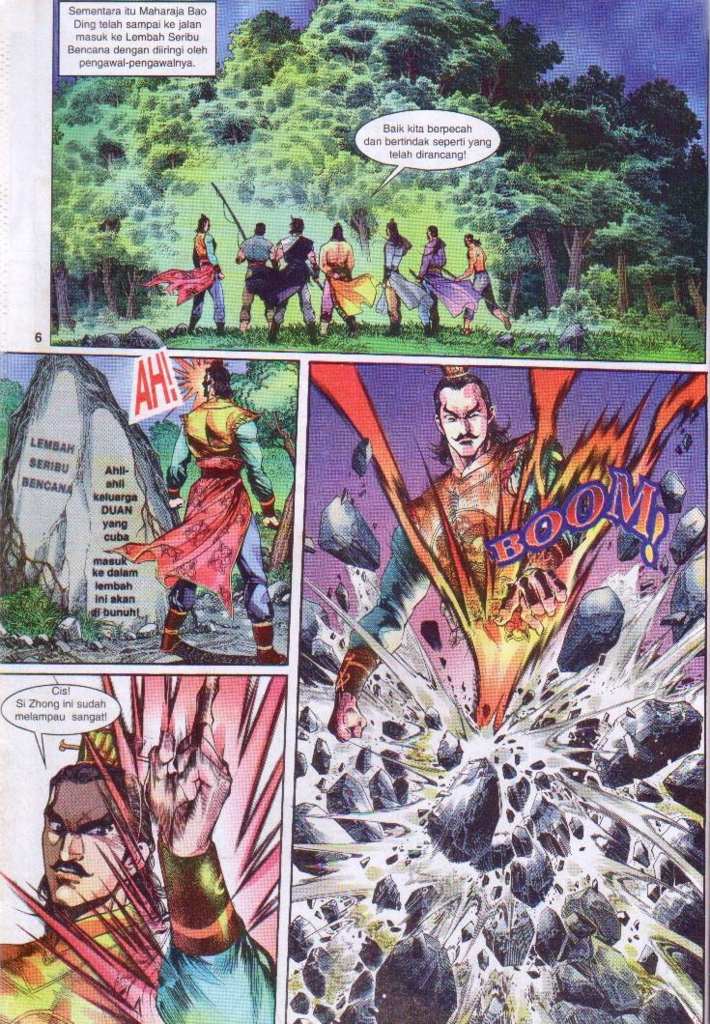 Sementara itu Maharaja Bao
Ding telah sampai ke jalan
masuk ke Lembah Seribu
Bencana dengan diiringi oleh
pengawal-pengawalnya.
Baik kita berpecah
dan bertindak seperti yang
telah dirancang!
6
AH!
LEMBAH
SERIBU
BENCANA
Ahli-
ahli
keluarga
DUAN
yang
cuba
masuk
ke dalam
lembah
ini akan
di bunuh!
BOOM!
Cis!
Si Zhong ini sudah
melampau sangat!